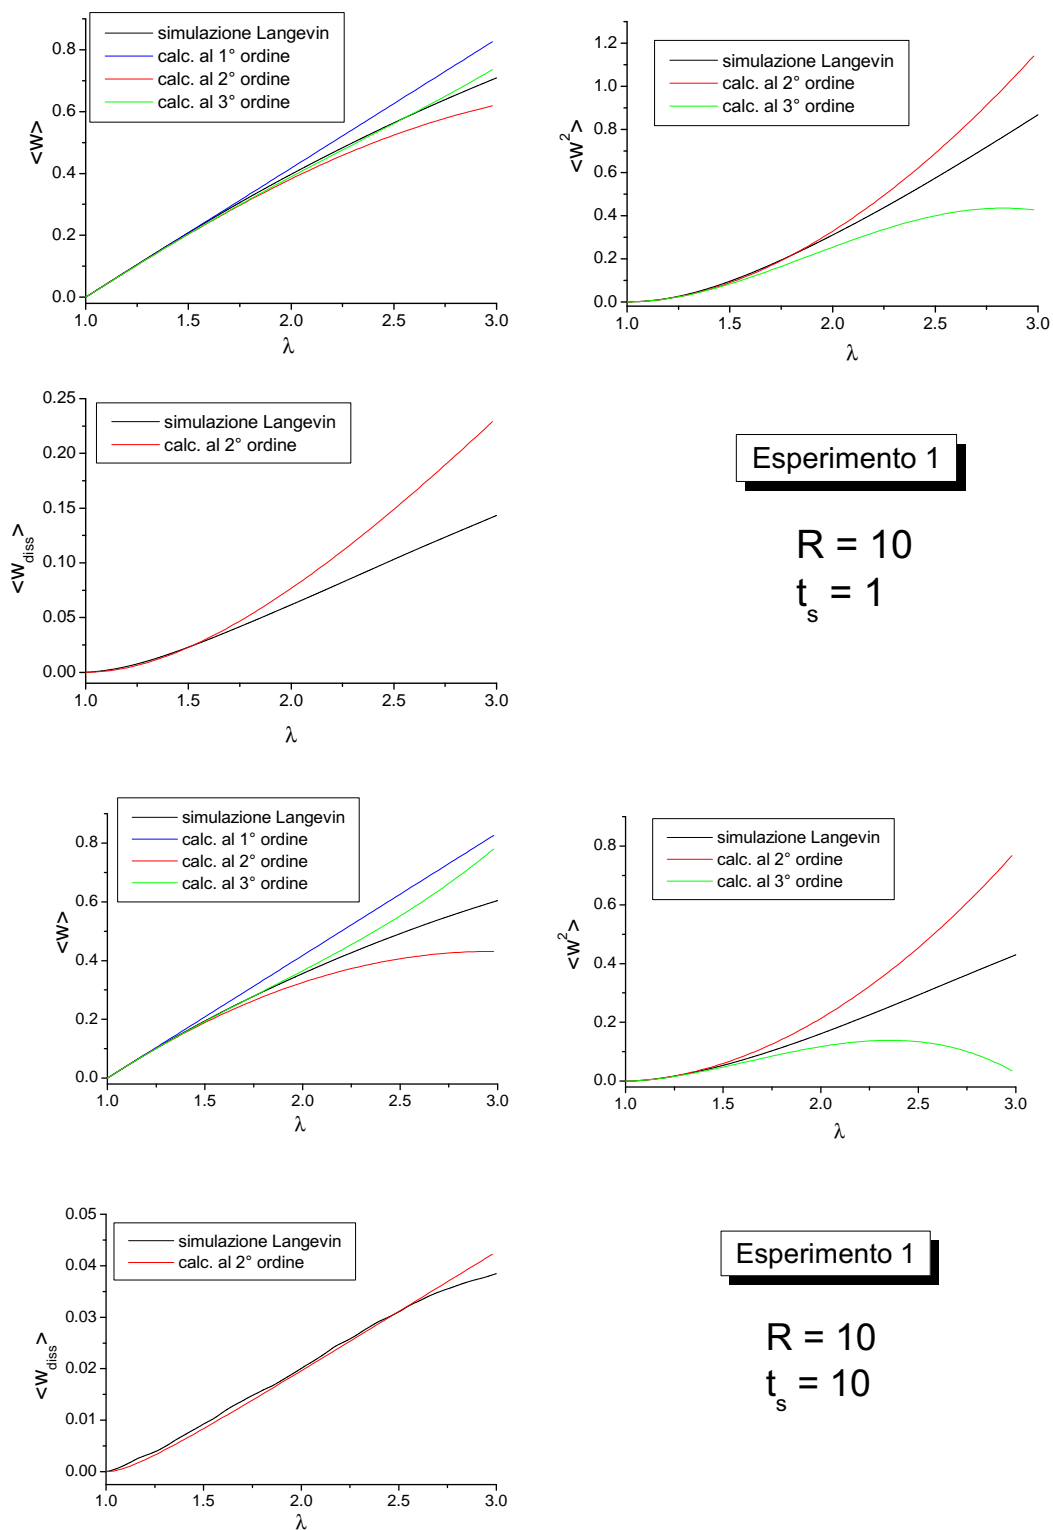 simulazione Langevin
calc. al 1° ordine
calc. al 2° ordine
calc. al 3° ordine
<w>
0.8
0.6
0.4
0.2
0.0
1.0 1.5 2.0 2.5 3.0
λ
simulazione Langevin
calc. al 2° ordine
calc. al 3° ordine
<w²>
1.2
1.0
0.8
0.6
0.4
0.2
0.0
1.0 1.5 2.0 2.5 3.0
λ
simulazione Langevin
calc. al 2° ordine
<w_diss>
0.25
0.20
0.15
0.10
0.05
0.00
1.0 1.5 2.0 2.5 3.0
λ
Esperimento 1
R = 10
t_s = 1
simulazione Langevin
calc. al 1° ordine
calc. al 2° ordine
calc. al 3° ordine
<w>
0.8
0.6
0.4
0.2
0.0
1.0 1.5 2.0 2.5 3.0
λ
simulazione Langevin
calc. al 2° ordine
calc. al 3° ordine
<w²>
0.8
0.6
0.4
0.2
0.0
1.0 1.5 2.0 2.5 3.0
λ
simulazione Langevin
calc. al 2° ordine
<w_diss>
0.05
0.04
0.03
0.02
0.01
0.00
1.0 1.5 2.0 2.5 3.0
λ
Esperimento 1
R = 10
t_s = 10